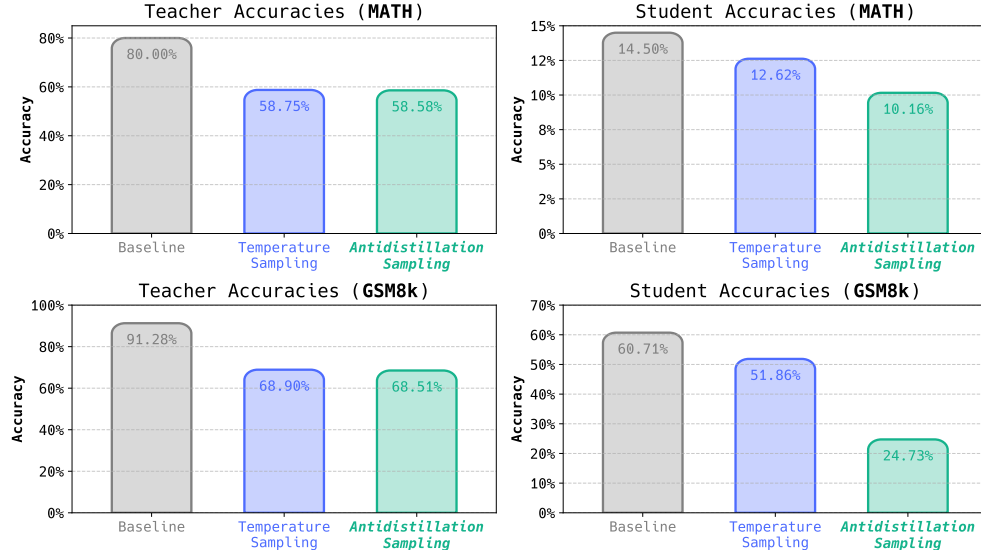 Teacher Accuracies (MATH)
Accuracy
80%
60%
40%
20%
0%
80.00%
58.75%
58.58%
Baseline
Temperature
Sampling
Antidistillation
Sampling
Student Accuracies (MATH)
Accuracy
15%
12%
10%
8%
5%
2%
0%
14.50%
12.62%
10.16%
Baseline
Temperature
Sampling
Antidistillation
Sampling
Teacher Accuracies (GSM8k)
Accuracy
100%
80%
60%
40%
20%
0%
91.28%
68.90%
68.51%
Baseline
Temperature
Sampling
Antidistillation
Sampling
Student Accuracies (GSM8k)
Accuracy
70%
60%
50%
40%
30%
20%
10%
0%
60.71%
51.86%
24.73%
Baseline
Temperature
Sampling
Antidistillation
Sampling